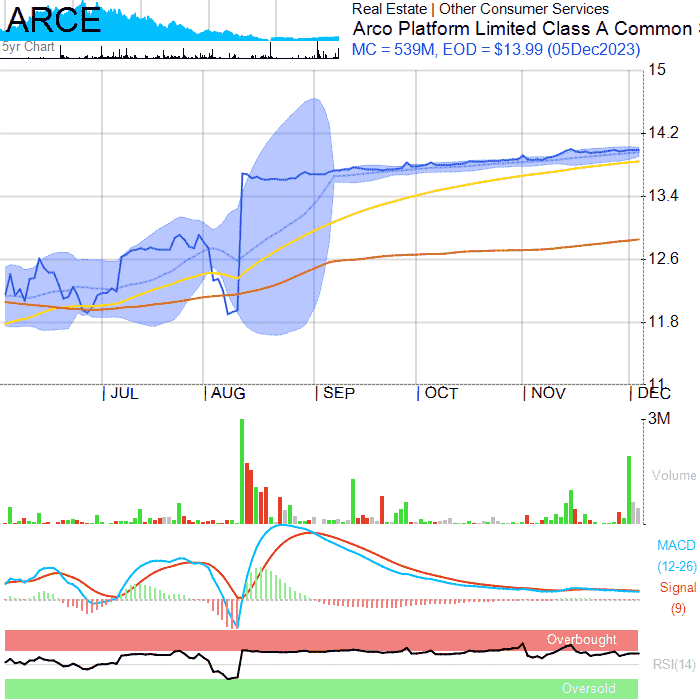 ARCE
5yr Chart
Real Estate | Other Consumer Services
Arco Platform Limited Class A Common
MC = 539M, EOD = $13.99 (05Dec2023)
15
14.2
13.4
12.6
11.8
11
JUL AUG SEP OCT NOV DEC
3M
Volume
MACD
(12-26)
Signal
(9)
Overbought
RSI(14)
Oversold